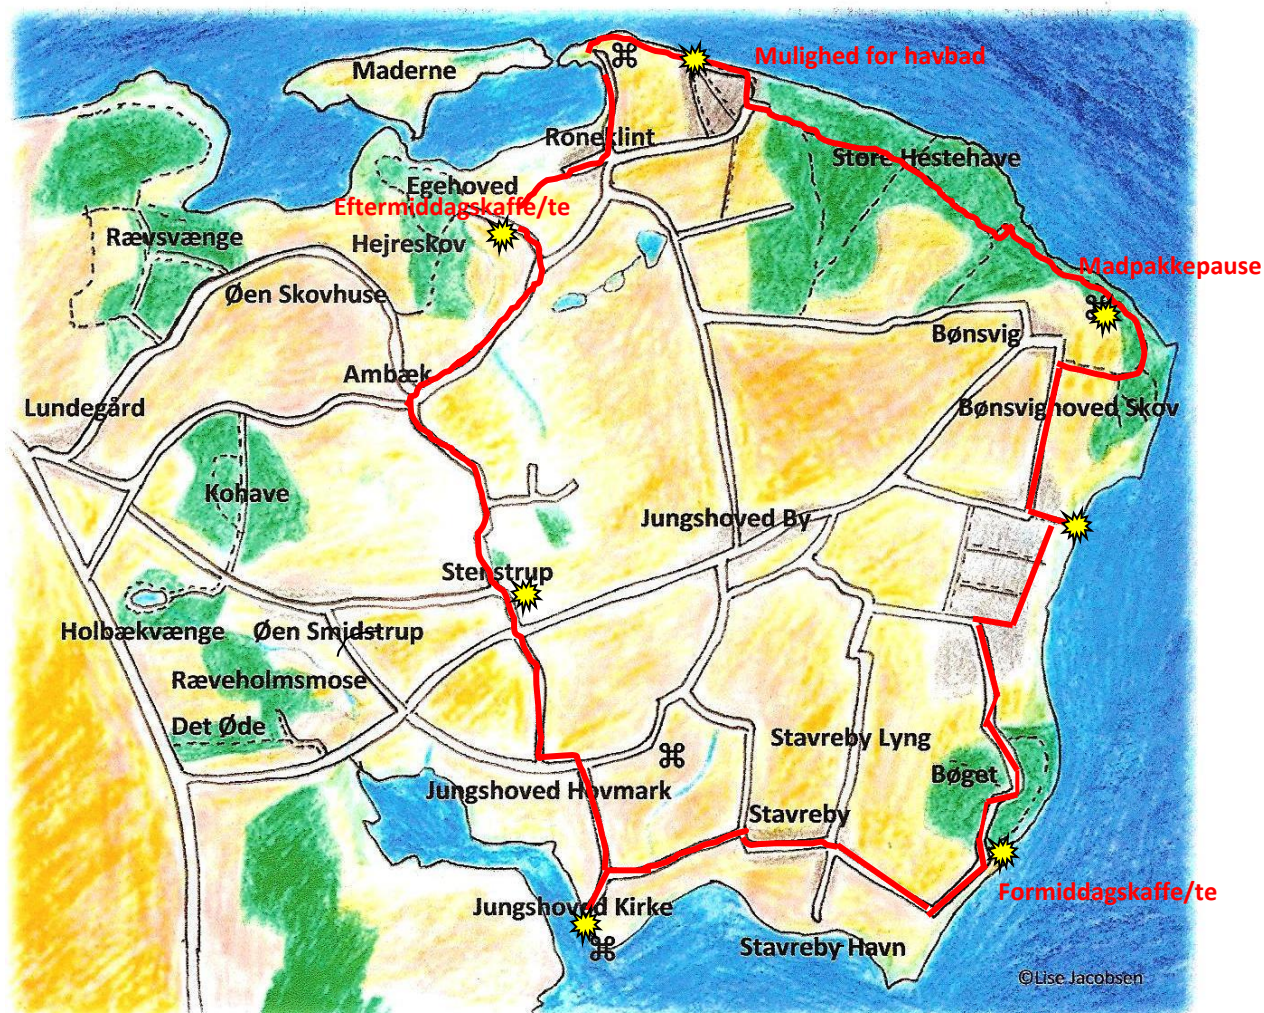 Mulighed for havbad
Maderne
Roneklint
Store Hestehave
Egehoved
Eftermiddagskaffe/te
Rævsvænge
Hejreskov
Madpakkepause
Øen Skovhuse
Bønsvig
Ambæk
Lundegård
Bønsvighoved Skov
Kohave
Jungshoved By
Stenstrup
Holbækvænge
Øen Smidstrup
Ræveholmsmose
Det Øde
Stavreby Lyng
Bøget
Jungshoved Hovmark
Stavreby
Formiddagskaffe/te
Jungshoved Kirke
Stavreby Havn
©Lise Jacobsen